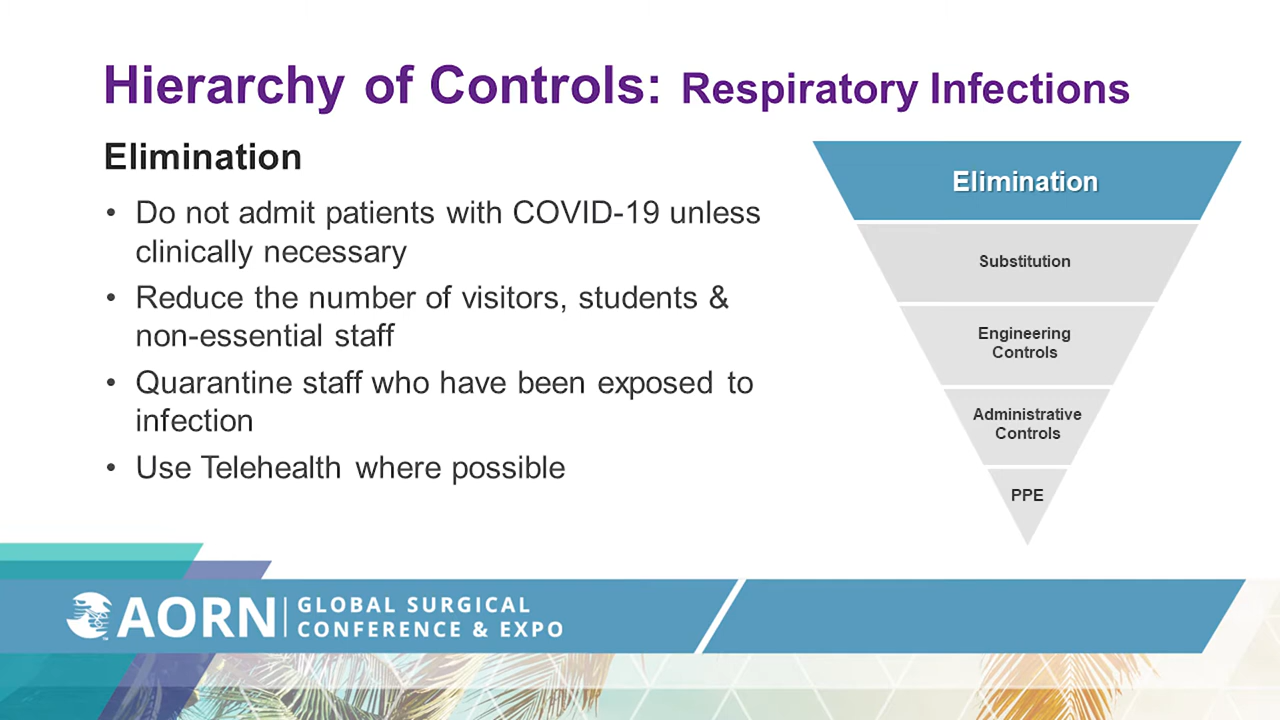 Hierarchy of Controls: Respiratory Infections
Elimination
• Do not admit patients with COVID-19 unless
clinically necessary
• Reduce the number of visitors, students &
non-essential staff
• Quarantine staff who have been exposed to
infection
• Use Telehealth where possible
Elimination
Substitution
Engineering
Controls
Administrative
Controls
PPE
AORN
GLOBAL SURGICAL
CONFERENCE & EXPO